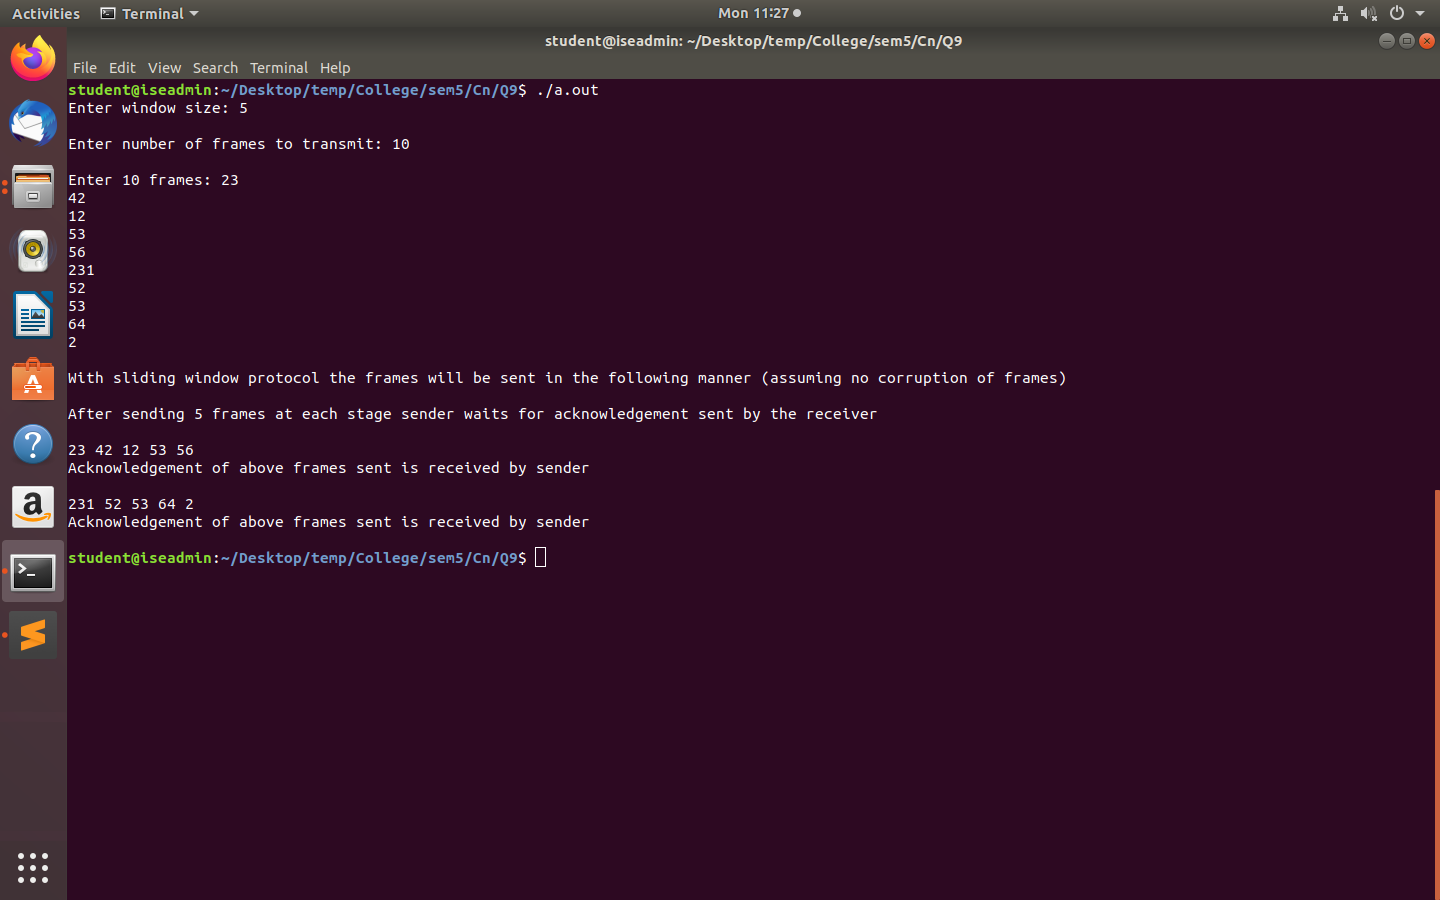 Activities Terminal Mon 11:27
student@iseadmin: ~/Desktop/temp/College/sem5/Cn/Q9
File Edit View Search Terminal Help
student@iseadmin:~/Desktop/temp/College/sem5/Cn/Q9$ ./a.out
Enter window size: 5
Enter number of frames to transmit: 10
Enter 10 frames: 23
42
12
53
56
231
52
53
64
2
With sliding window protocol the frames will be sent in the following manner (assuming no corruption of frames)
After sending 5 frames at each stage sender waits for acknowledgement sent by the receiver
23 42 12 53 56
Acknowledgement of above frames sent is received by sender
231 52 53 64 2
Acknowledgement of above frames sent is received by sender
student@iseadmin:~/Desktop/temp/College/sem5/Cn/Q9$